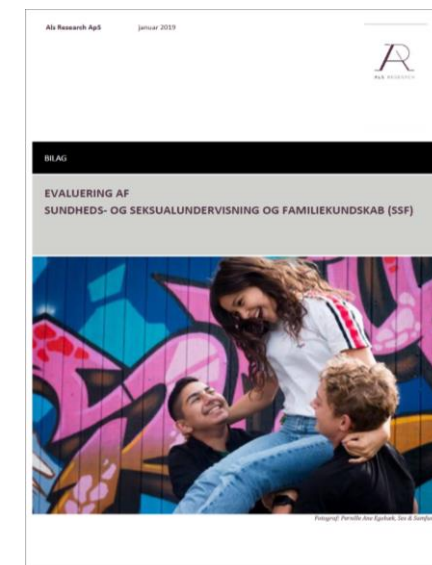 Als Research ApS januar 2019
AR
ALS RESEARCH
BILAG
EVALUERING AF
SUNDHEDS- OG SEKSUALUNDERVISNING OG FAMILIEKUNDSKAB (SSF)
Fotograf: Pernille Ane Egebæk, Sex & Samfund